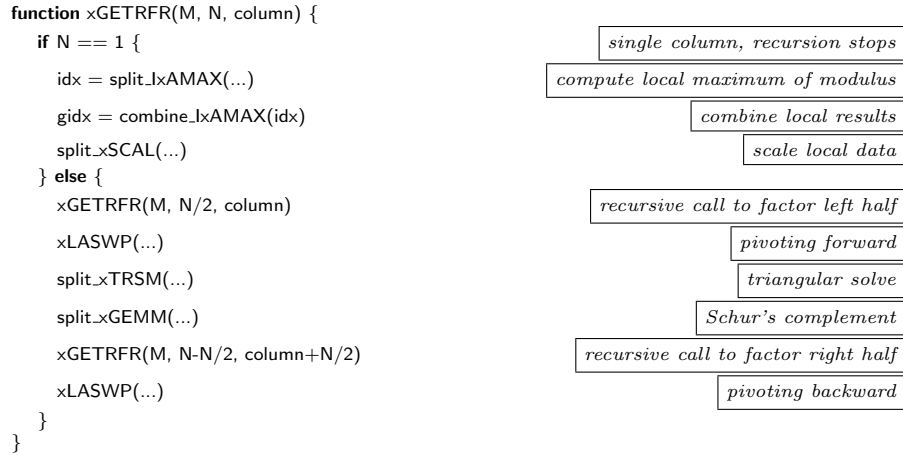 function xGETRFR(M, N, column) {
if N == 1 { single column, recursion stops
idx = split_IxAMAX(...) compute local maximum of modulus
gidx = combine_IxAMAX(idx) combine local results
split_xSCAL(...) scale local data
} else {
xGETRFR(M, N/2, column) recursive call to factor left half
xLASWP(...) pivoting forward
split_xTRSM(...) triangular solve
split_xGEMM(...) Schur's complement
xGETRFR(M, N-N/2, column+N/2) recursive call to factor right half
xLASWP(...) pivoting backward
}
}